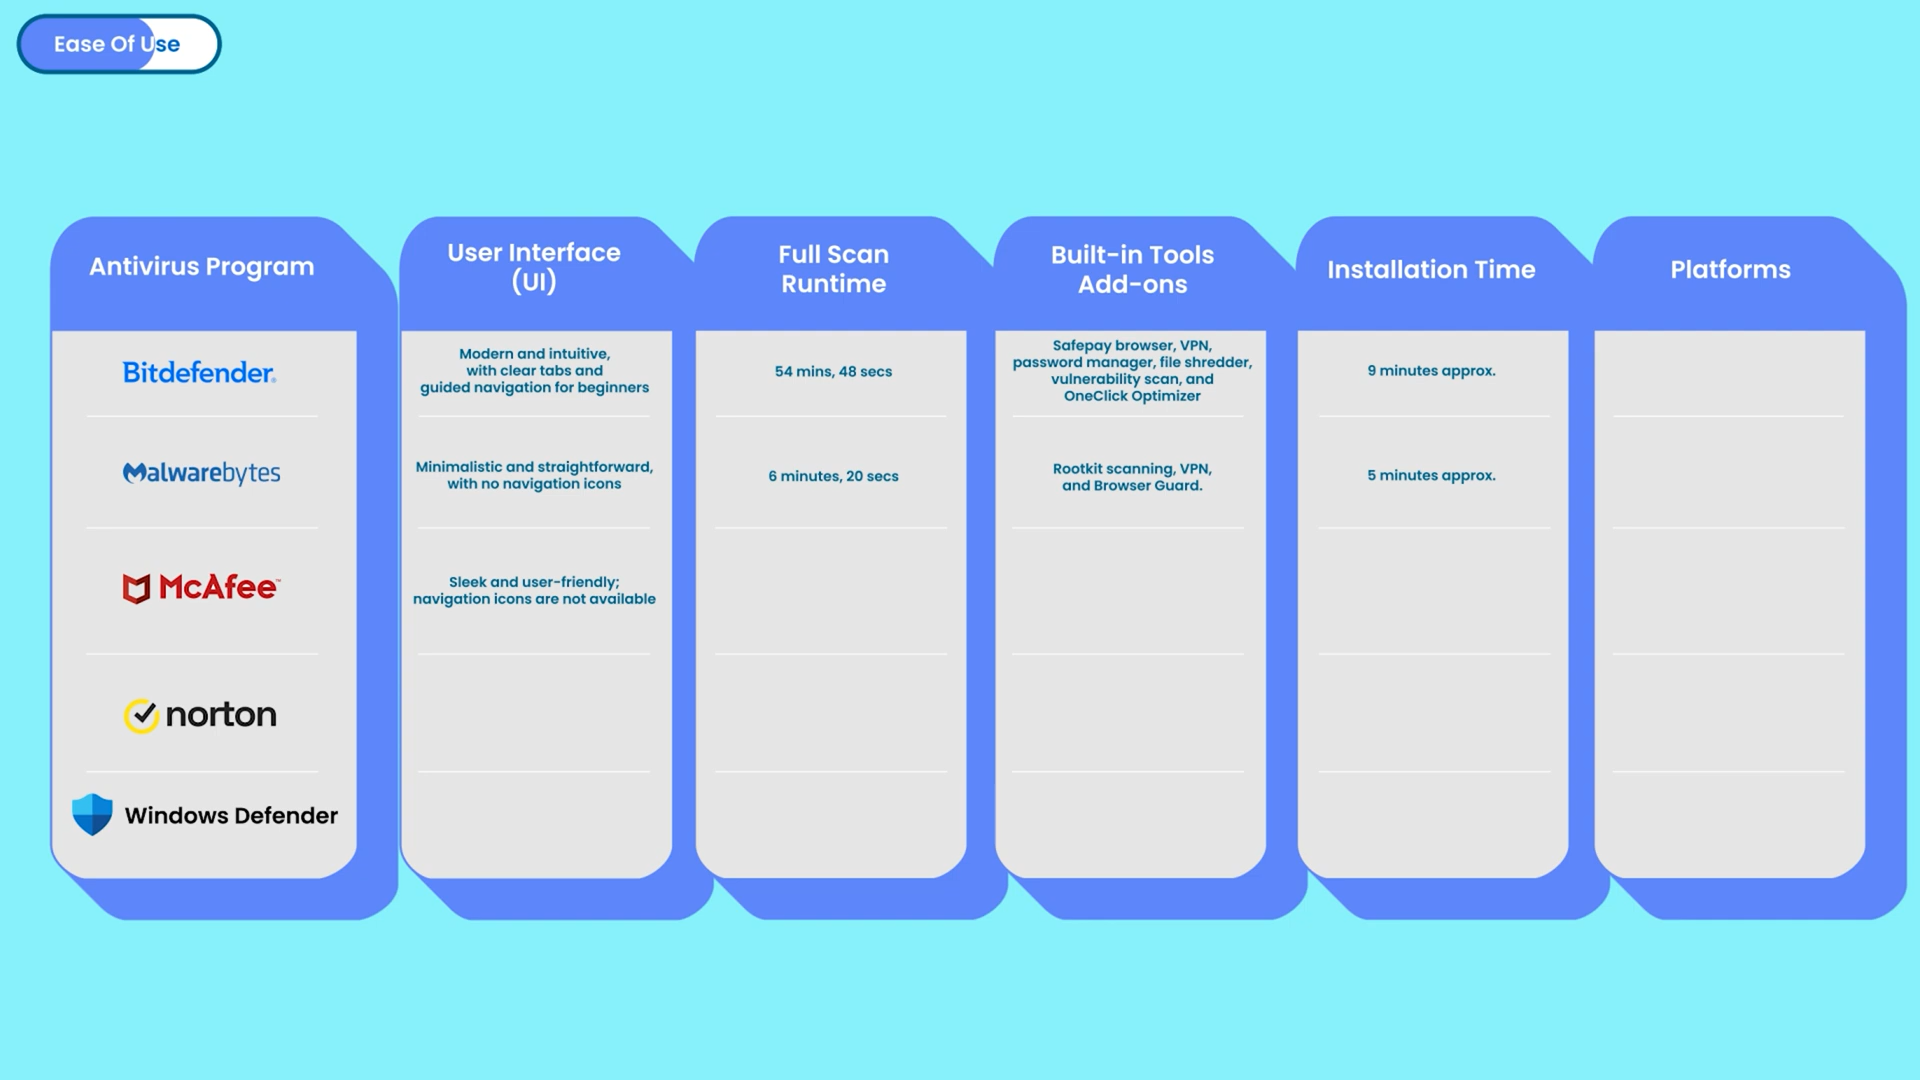 Ease Of Use
Antivirus Program
User Interface
(UI)
Full Scan
Runtime
Built-in Tools
Add-ons
Installation Time
Platforms
Bitdefender®
Modern and intuitive,
with clear tabs and
guided navigation for beginners
54 mins, 48 secs
Safepay browser, VPN,
password manager, file shredder,
vulnerability scan, and
OneClick Optimizer
9 minutes approx.
Malwarebytes
Minimalistic and straightforward,
with no navigation icons
6 minutes, 20 secs
Rootkit scanning, VPN,
and Browser Guard.
5 minutes approx.
McAfee™
Sleek and user-friendly;
navigation icons are not available
norton
Windows Defender